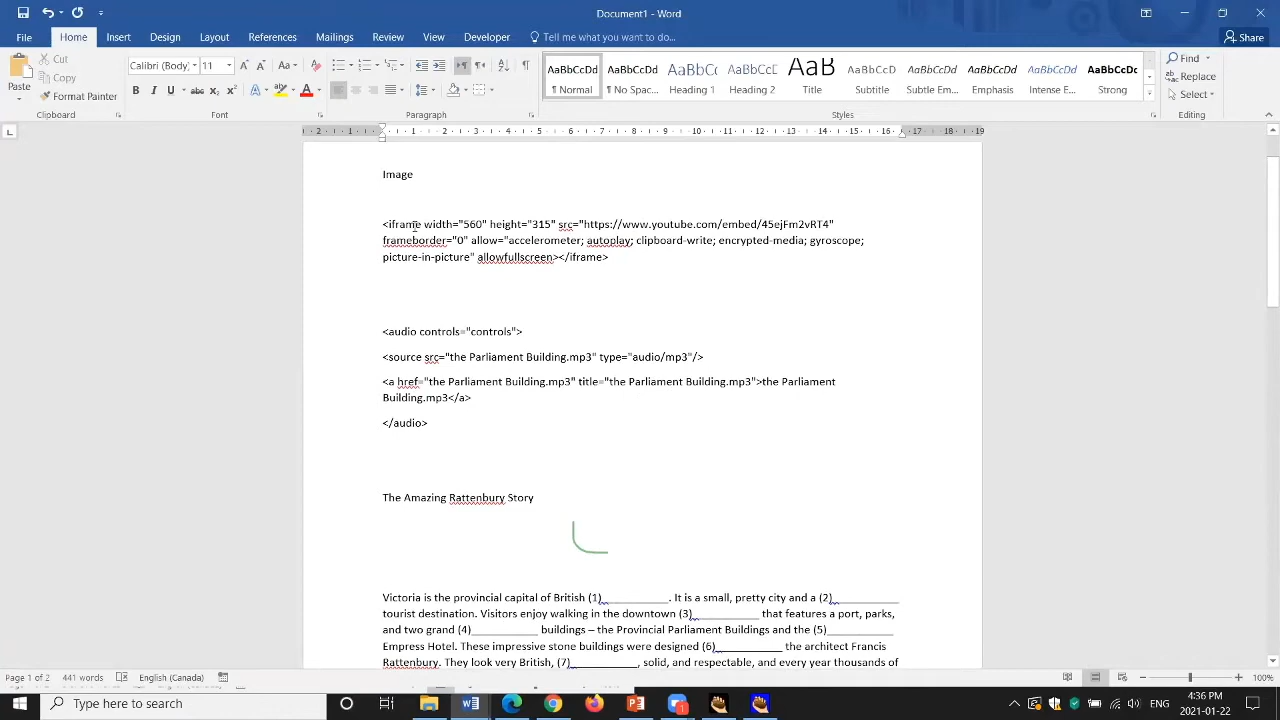 Document1 - Word
File Home Insert Design Layout References Mailings Review View Developer Tell me what you want to do... Share
Paste
Cut
Copy
Format Painter
Clipboard
Calibri (Body) 11
Font
Paragraph
AaBbCcDd AaBbCcDd AaBbCc AaBbCcC AaB AaBbCcD AaBbCcDd AaBbCcDd AaBbCcDd AaBbCcDc
¶ Normal ¶ No Spac... Heading 1 Heading 2 Title Subtitle Subtle Em... Emphasis Intense E... Strong
Styles
Find
Replace
Select
Editing
Image
<iframe width="560" height="315" src="https://www.youtube.com/embed/45ejFm2vRT4"
frameborder="0" allow="accelerometer; autoplay; clipboard-write; encrypted-media; gyroscope;
picture-in-picture" allowfullscreen></iframe>
<audio controls="controls">
<source src="the Parliament Building.mp3" type="audio/mp3"/>
<a href="the Parliament Building.mp3" title="the Parliament Building.mp3">the Parliament
Building.mp3</a>
</audio>
The Amazing Rattenbury Story
Victoria is the provincial capital of British (1)___________. It is a small, pretty city and a (2)___________
tourist destination. Visitors enjoy walking in the downtown (3)___________ that features a port, parks,
and two grand (4)___________ buildings – the Provincial Parliament Buildings and the (5)___________
Empress Hotel. These impressive stone buildings were designed (6)___________ the architect Francis
Rattenbury. They look very British, (7)___________, solid, and respectable, and every year thousands of
Page 1 of 2 441 words English (Canada) 100%
Type here to search
ENG
4:36 PM
2021-01-22